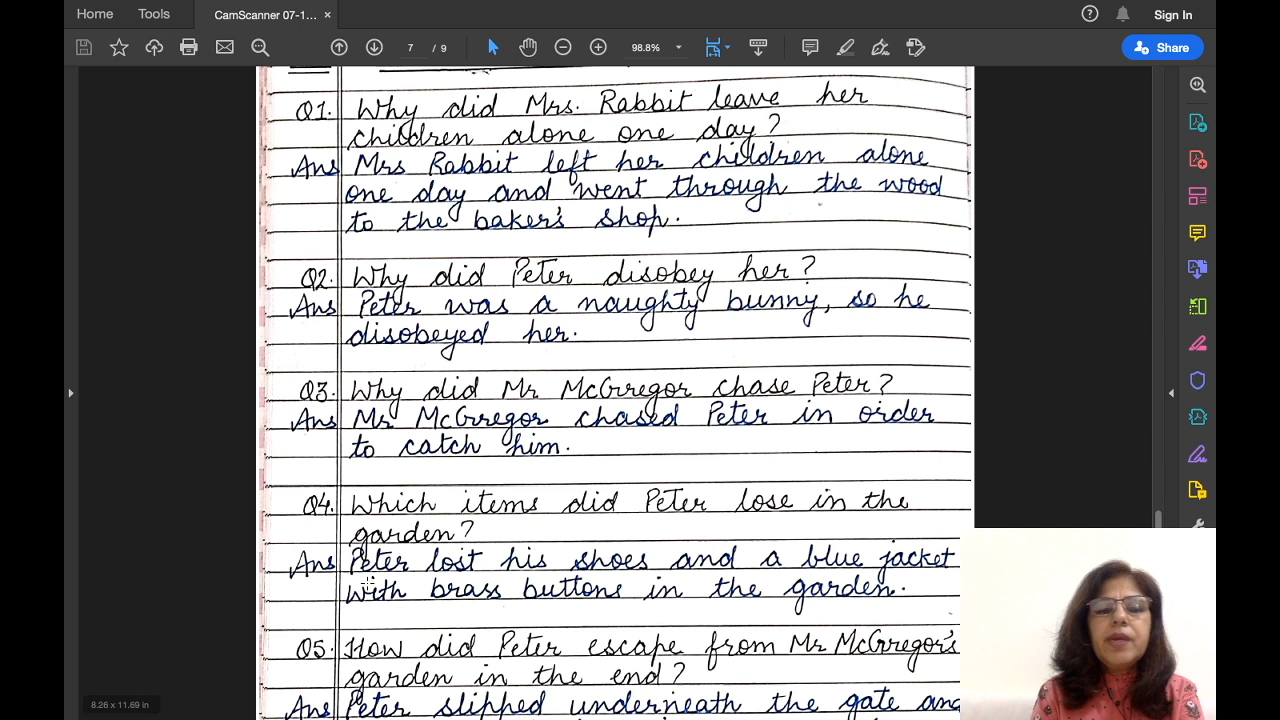 Home Tools CamScanner 07-1... × Sign In
7 / 9 98.8% Share
Q1. Why did Mrs. Rabbit leave her
children alone one day?
Ans Mrs Rabbit left her children alone
one day and went through the wood
to the baker's shop.
Q2. Why did Peter disobey her?
Ans Peter was a naughty bunny, so he
disobeyed her.
Q3. Why did Mr McGregor chase Peter?
Ans Mr McGregor chased Peter in order
to catch him.
Q4. Which items did Peter lose in the
garden?
Ans Peter lost his shoes and a blue jacket
with brass buttons in the garden.
Q5. How did Peter escape from Mr McGregor's
garden in the end?
Ans Peter slipped underneath the gate and
8.26 x 11.69 in